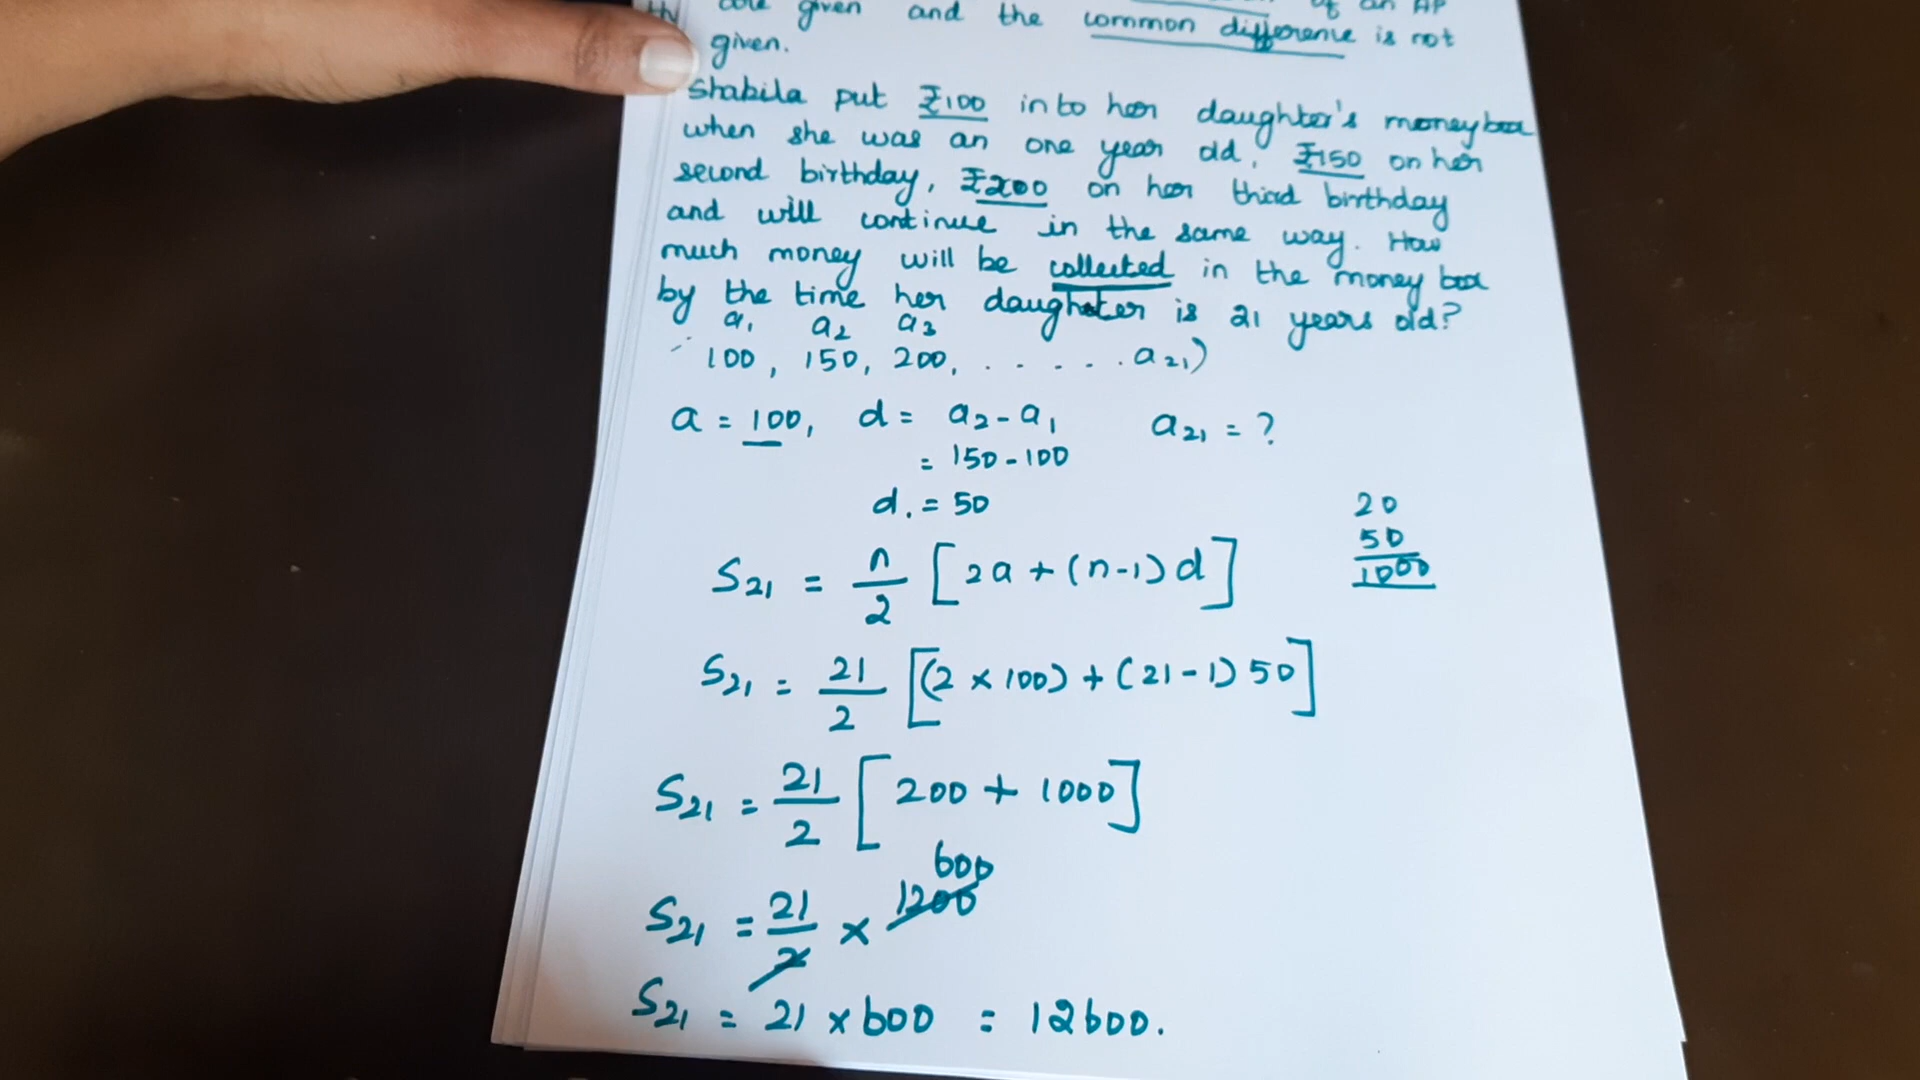 given and the common difference is not
given.
Shabila put ₹100 in to her daughter's moneybox
when she was an one year old, ₹150 on her
second birthday, ₹200 on her third birthday
and will continue in the same way. How
much money will be collected in the money box
by the time her daughter is 21 years old?
a₁ a₂ a₃
100, 150, 200, . . . . . a₂₁)
a = 100, d = a₂ - a₁ a₂₁ = ?
= 150 - 100
d. = 50
20
50
1000
S₂₁ = n/2 [2a + (n-1) d]
S₂₁ = 21/2 [(2 × 100) + (21 - 1) 50]
S₂₁ = 21/2 [200 + 1000]
600
S₂₁ = 21/2 × 1200
S₂₁ = 21 × 600 = 12600.